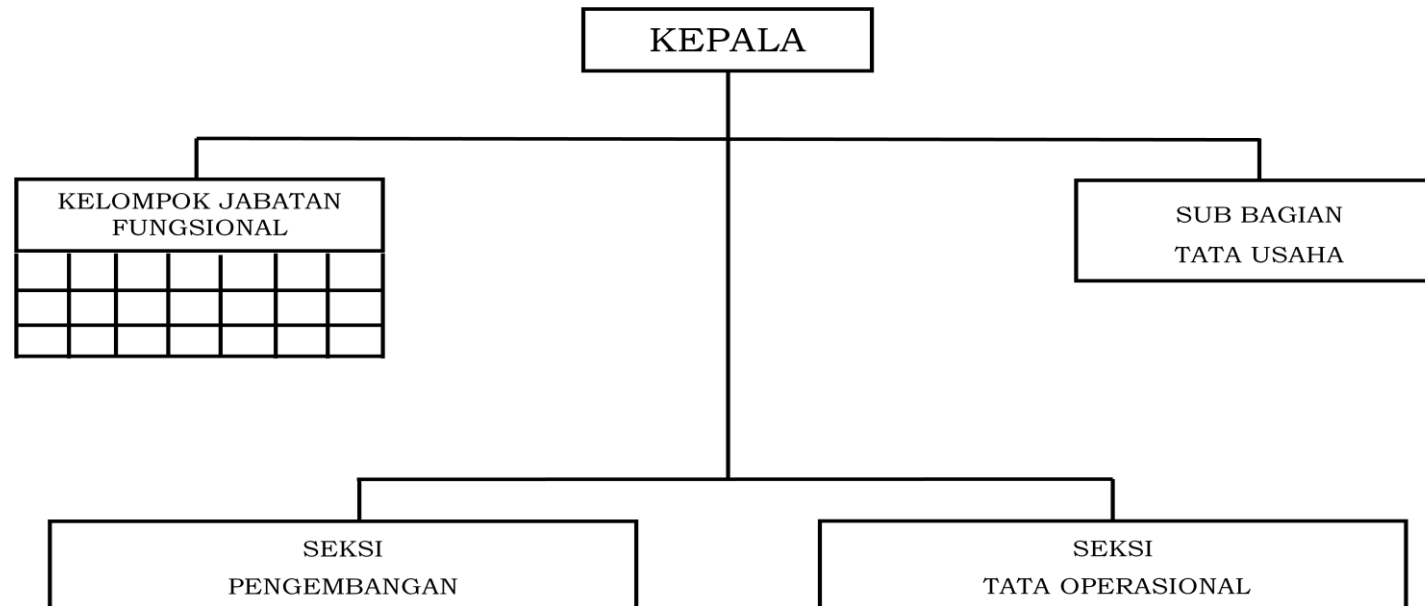 KEPALA
KELOMPOK JABATAN
FUNGSIONAL
SUB BAGIAN
TATA USAHA
SEKSI
PENGEMBANGAN
SEKSI
TATA OPERASIONAL